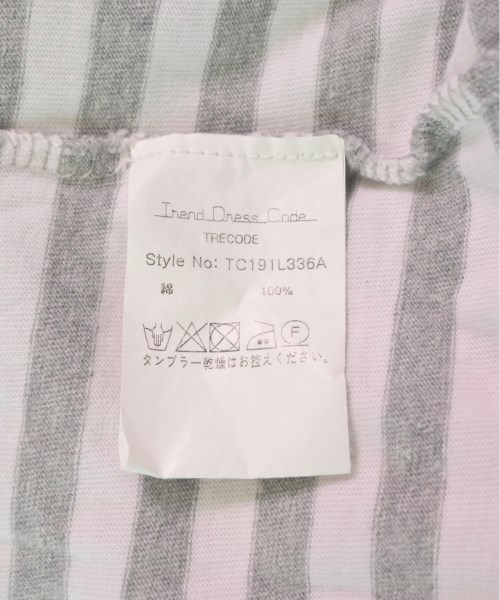 Trend Dress Code
TRECODE
Style No: TC191L336A
綿 100%
F
タンブラー乾燥はお控えください。